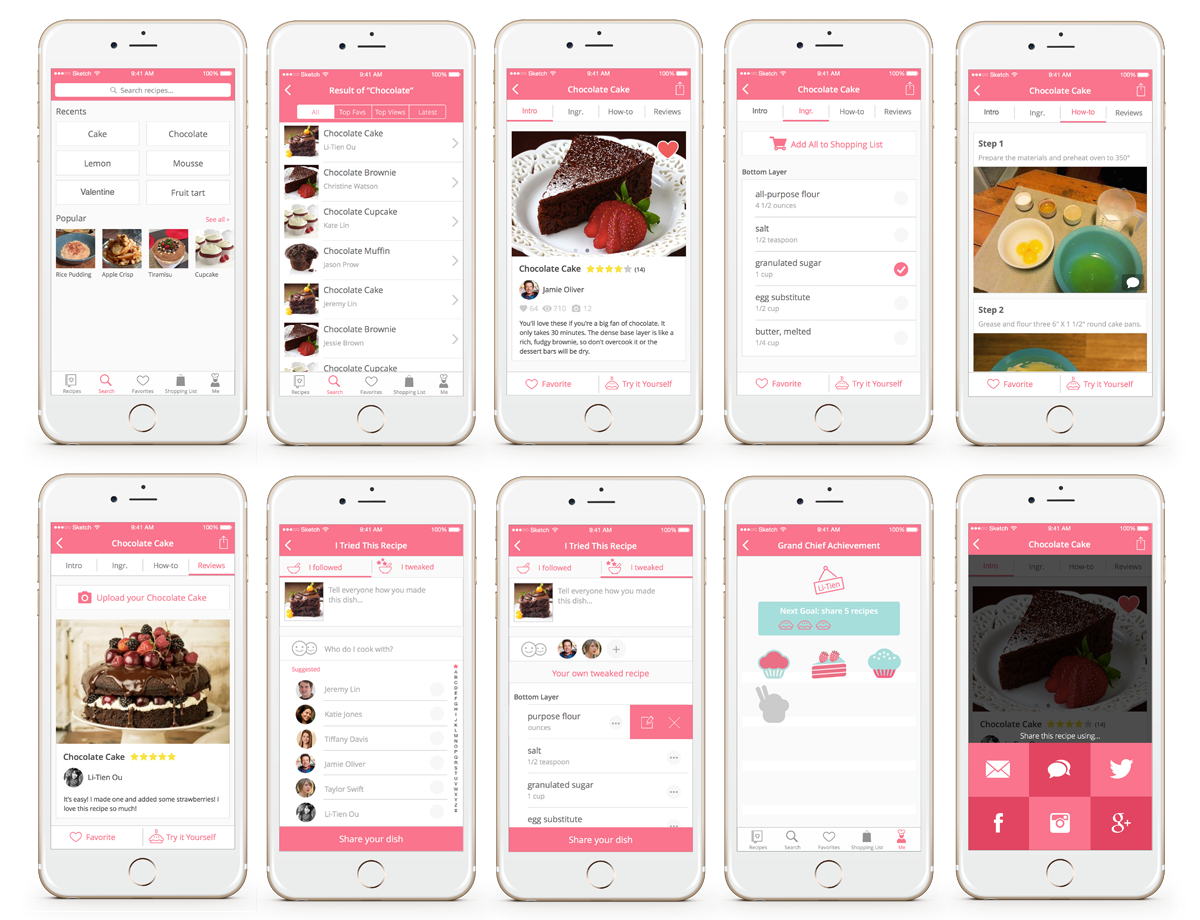 ●●●○○ Sketch 9:41 AM 100%
Search recipes...
Recents
Cake Chocolate
Lemon Mousse
Valentine Fruit tart
Popular See all »
Rice Pudding Apple Crisp Tiramisu Cupcake
Recipes Search Favorites Shopping List Me
●●●○○ Sketch 9:41 AM 100%
Result of “Chocolate”
All Top Favs Top Views Latest
Chocolate Cake
Li-Tien Ou
Chocolate Brownie
Christine Watson
Chocolate Cupcake
Kate Lin
Chocolate Muffin
Jason Prow
Chocolate Cake
Jeremy Lin
Chocolate Brownie
Jessie Brown
Chocolate Cupcake
Recipes Search Favorites Shopping List Me
●●●○○ Sketch 9:41 AM 100%
Chocolate Cake
Intro Ingr. How-to Reviews
Chocolate Cake (14)
Jamie Oliver
64 710 12
You'll love these if you're a big fan of chocolate. It
only takes 30 minutes. The dense base layer is like a
rich, fudgy brownie, so don't overcook it or the
dessert bars will be dry.
Favorite Try it Yourself
●●●○○ Sketch 9:41 AM 100%
Chocolate Cake
Intro Ingr. How-to Reviews
Add All to Shopping List
Bottom Layer
all-purpose flour
4 1/2 ounces
salt
1/2 teaspoon
granulated sugar
1 cup
egg substitute
1/2 cup
butter, melted
1/4 cup
Favorite Try it Yourself
●●●○○ Sketch 9:41 AM 100%
Chocolate Cake
Intro Ingr. How-to Reviews
Step 1
Prepare the materials and preheat oven to 350°
Step 2
Grease and flour three 6" X 1 1/2" round cake pans.
Favorite Try it Yourself
●●●○○ Sketch 9:41 AM 100%
Chocolate Cake
Intro Ingr. How-to Reviews
Upload your Chocolate Cake
Chocolate Cake
Li-Tien Ou
It's easy! I made one and added some strawberries! I
love this recipe so much!
Favorite Try it Yourself
●●●○○ Sketch 9:41 AM 100%
I Tried This Recipe
I followed I tweaked
Tell everyone how you made
this dish...
Who do I cook with?
Suggested
Jeremy Lin
Katie Jones
Tiffany Davis
Jamie Oliver
Taylor Swift
Li-Tien Ou
A
B
C
D
E
F
G
H
I
J
K
L
M
N
O
P
Q
R
S
T
U
V
W
X
Y
Z
#
Share your dish
●●●○○ Sketch 9:41 AM 100%
I Tried This Recipe
I followed I tweaked
Tell everyone how you made
this dish...
+
Your own tweaked recipe
Bottom Layer
purpose flour
ounces
salt
1/2 teaspoon
granulated sugar
1 cup
egg substitute
Share your dish
●●●○○ Sketch 9:41 AM 100%
Grand Chief Achievement
Li-Tien
Next Goal: share 5 recipes
Recipes Search Favorites Shopping List Me
●●●○○ Sketch 9:41 AM 100%
Chocolate Cake
Intro Ingr. How-to Reviews
Chocolate Cake (14)
Share this recipe using...
f g+